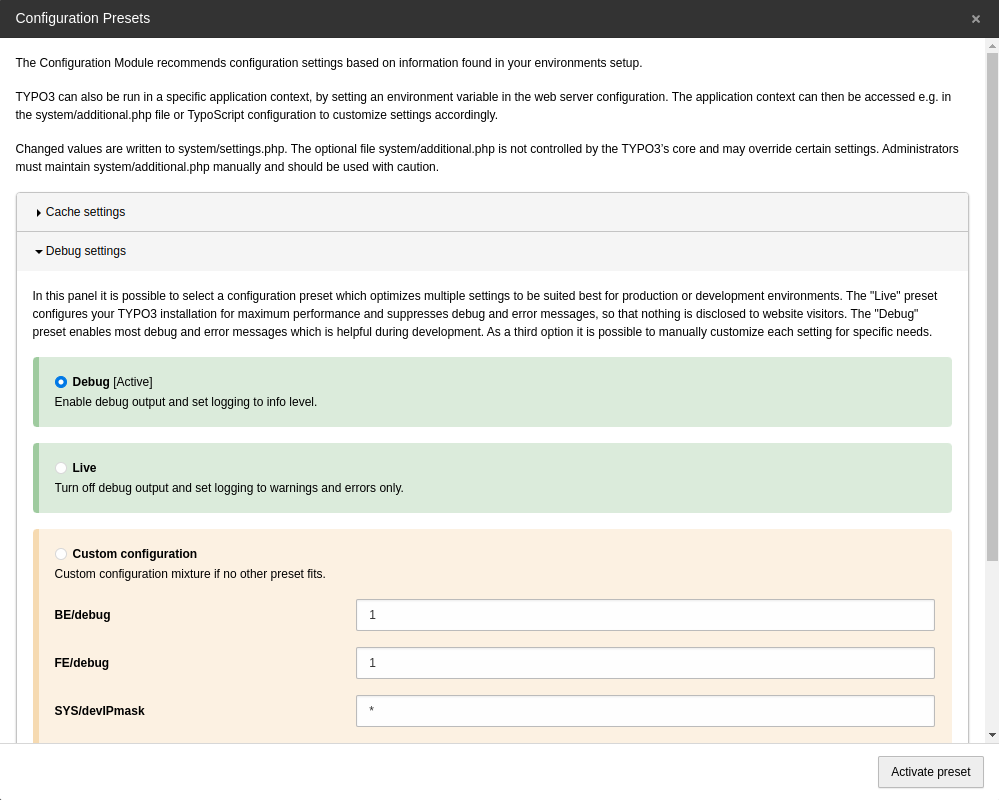 Configuration Presets
×
The Configuration Module recommends configuration settings based on information found in your environments setup.
TYPO3 can also be run in a specific application context, by setting an environment variable in the web server configuration. The application context can then be accessed e.g. in
the system/additional.php file or TypoScript configuration to customize settings accordingly.
Changed values are written to system/settings.php. The optional file system/additional.php is not controlled by the TYPO3's core and may override certain settings. Administrators
must maintain system/additional.php manually and should be used with caution.
Cache settings
Debug settings
In this panel it is possible to select a configuration preset which optimizes multiple settings to be suited best for production or development environments. The "Live" preset
configures your TYPO3 installation for maximum performance and suppresses debug and error messages, so that nothing is disclosed to website visitors. The "Debug"
preset enables most debug and error messages which is helpful during development. As a third option it is possible to manually customize each setting for specific needs.
Debug [Active]
Enable debug output and set logging to info level.
Live
Turn off debug output and set logging to warnings and errors only.
Custom configuration
Custom configuration mixture if no other preset fits.
BE/debug 1
FE/debug 1
SYS/devIPmask *
Activate preset